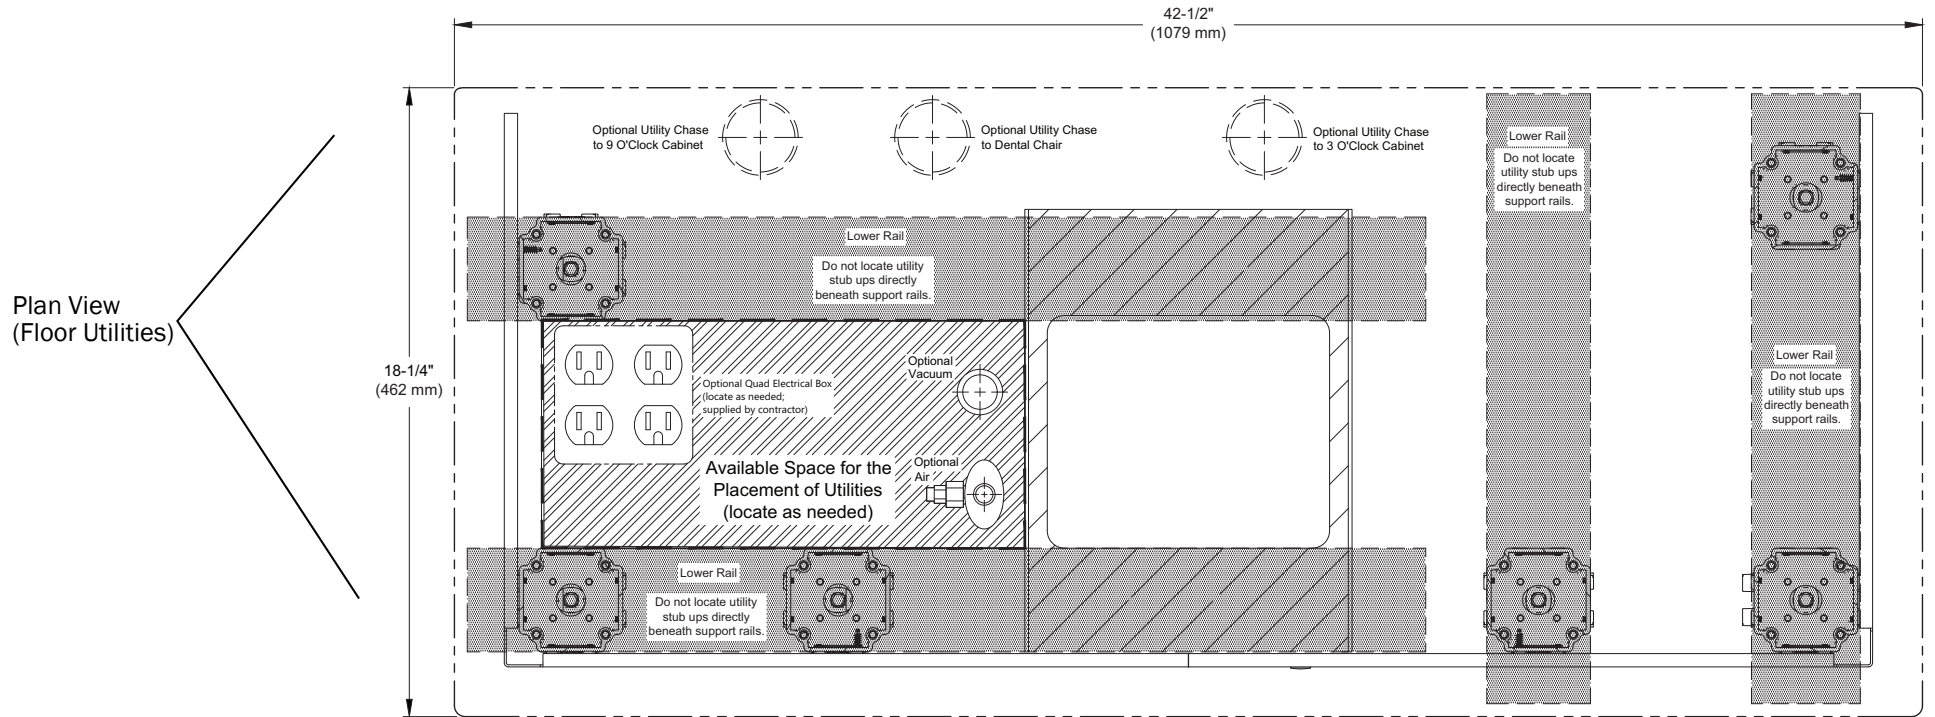 42-1/2"
(1079 mm)
Optional Utility Chase
to 9 O'Clock Cabinet
Optional Utility Chase
to Dental Chair
Optional Utility Chase
to 3 O'Clock Cabinet
Lower Rail
Do not locate
utility stub ups
directly beneath
support rails.
Lower Rail
Do not locate utility
stub ups directly
beneath support rails.
Plan View
(Floor Utilities)
18-1/4"
(462 mm)
Optional
Vacuum
Optional Quad Electrical Box
(locate as needed;
supplied by contractor)
Lower Rail
Do not locate
utility stub ups
directly beneath
support rails.
Available Space for the
Placement of Utilities
(locate as needed)
Optional
Air
Lower Rail
Do not locate utility
stub ups directly
beneath support rails.